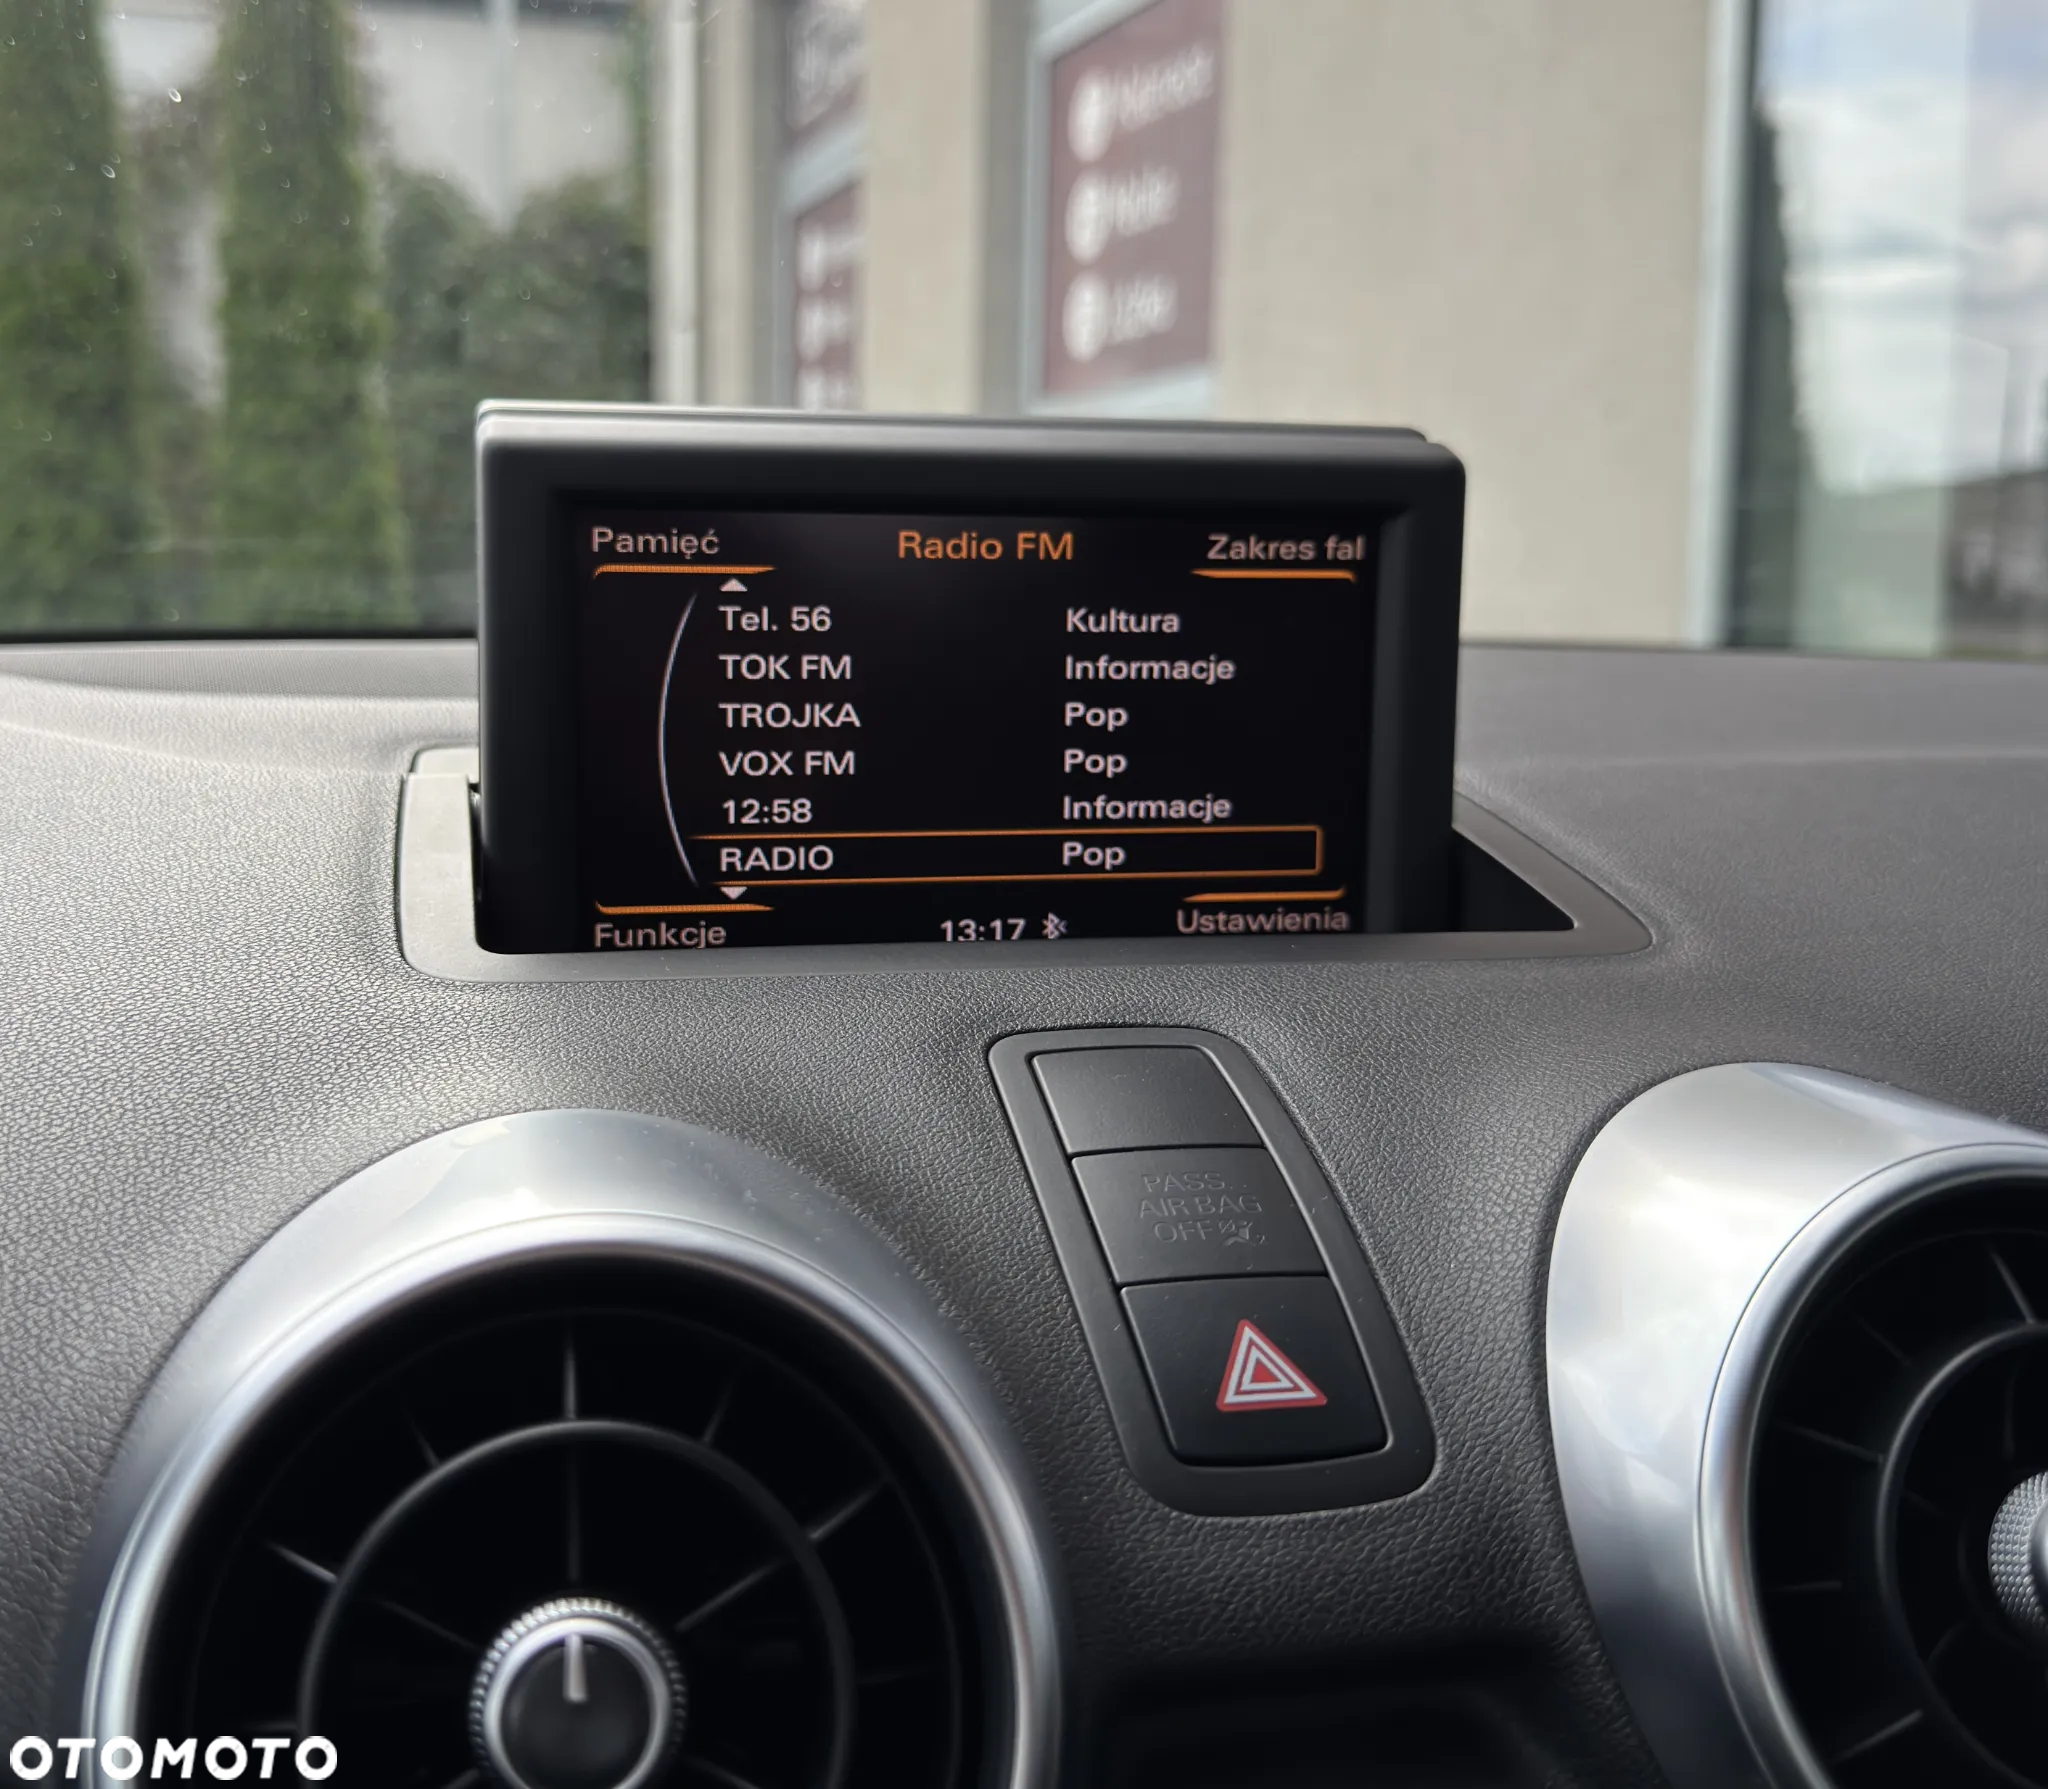 Pamięć Radio FM Zakres fal
Tel. 56 Kultura
TOK FM Informacje
TROJKA Pop
VOX FM Pop
12:58 Informacje
RADIO Pop
Funkcje 13:17 Ustawienia
PASS.
AIR BAG
OFF
OTOMOTO